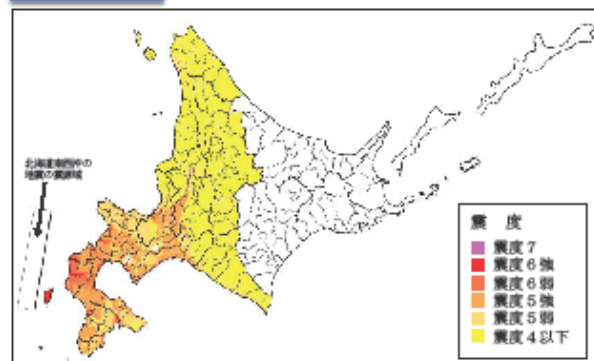 北海道南西沖の
地震の震源域
震 度
震度７
震度６強
震度６弱
震度５強
震度５弱
震度４以下